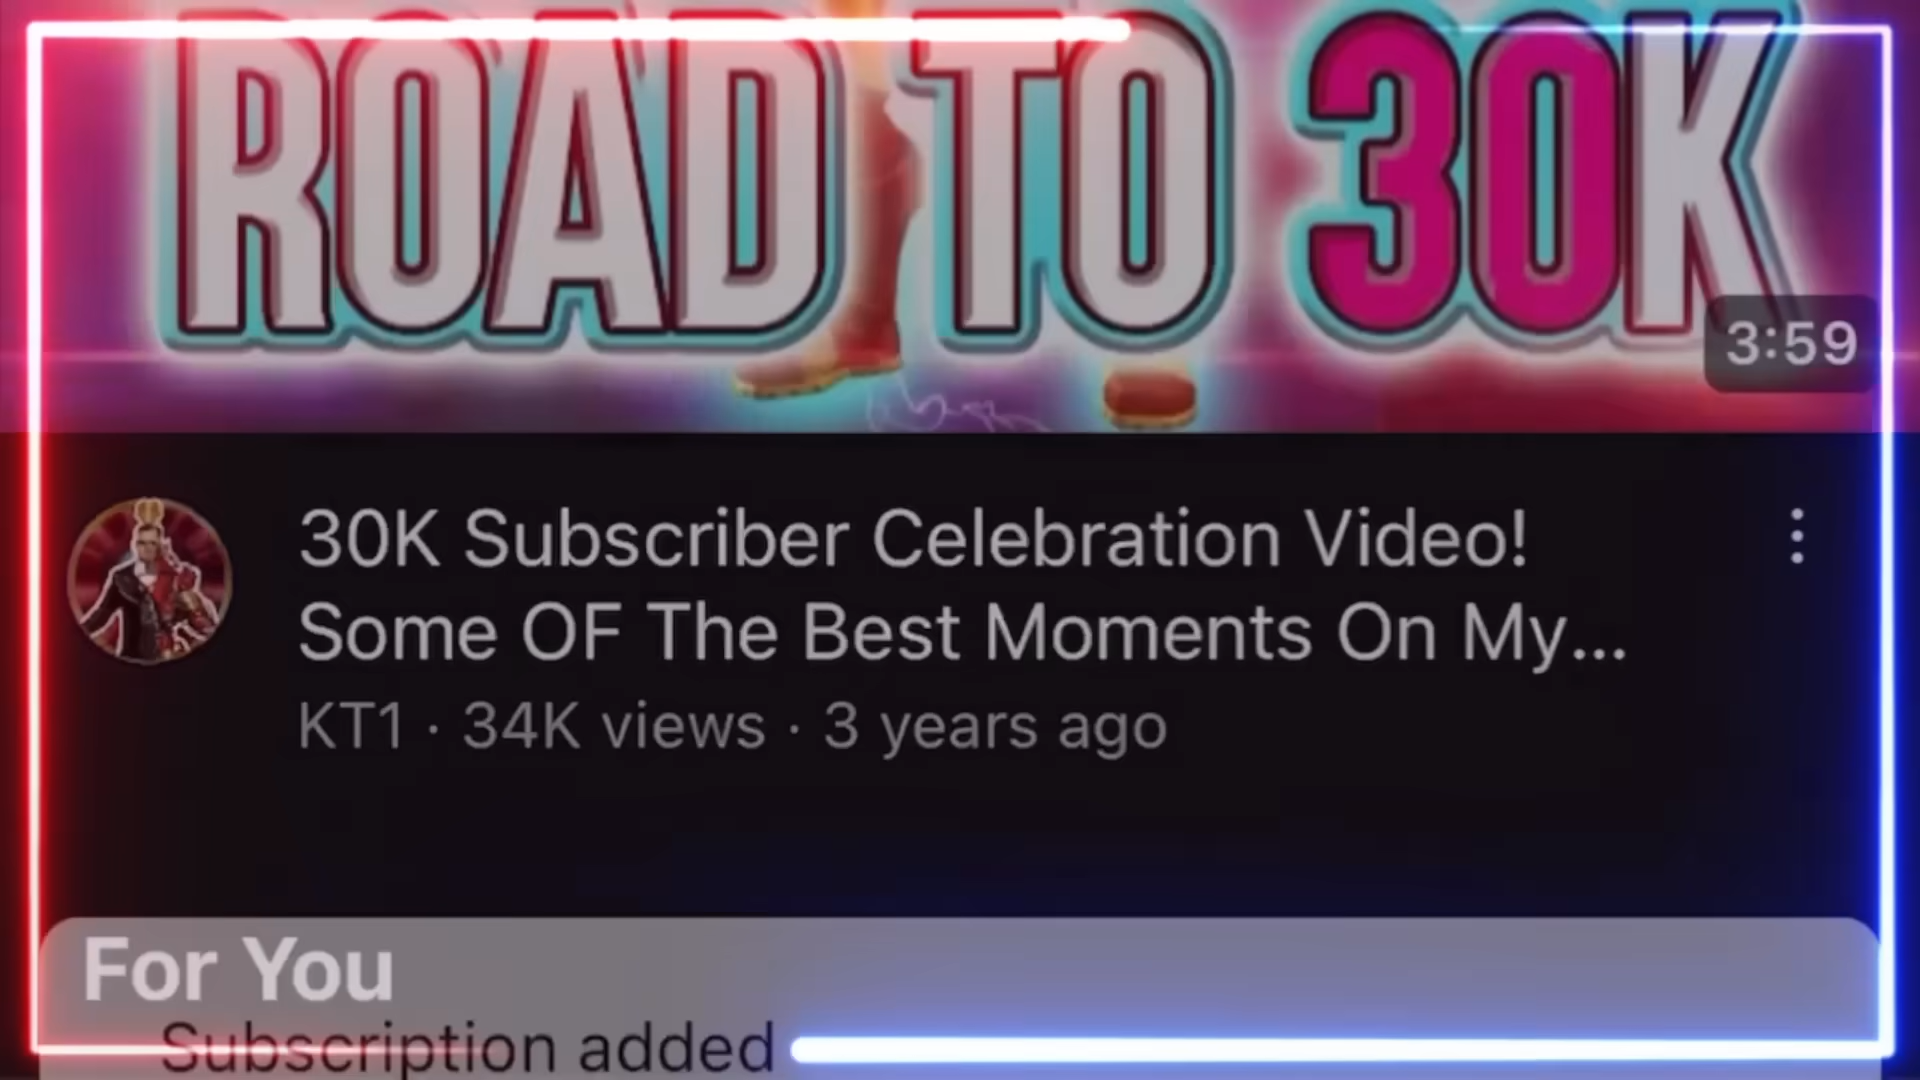 ROAD TO 30K
3:59
30K Subscriber Celebration Video!
Some OF The Best Moments On My...
KT1 · 34K views · 3 years ago
For You
Subscription added